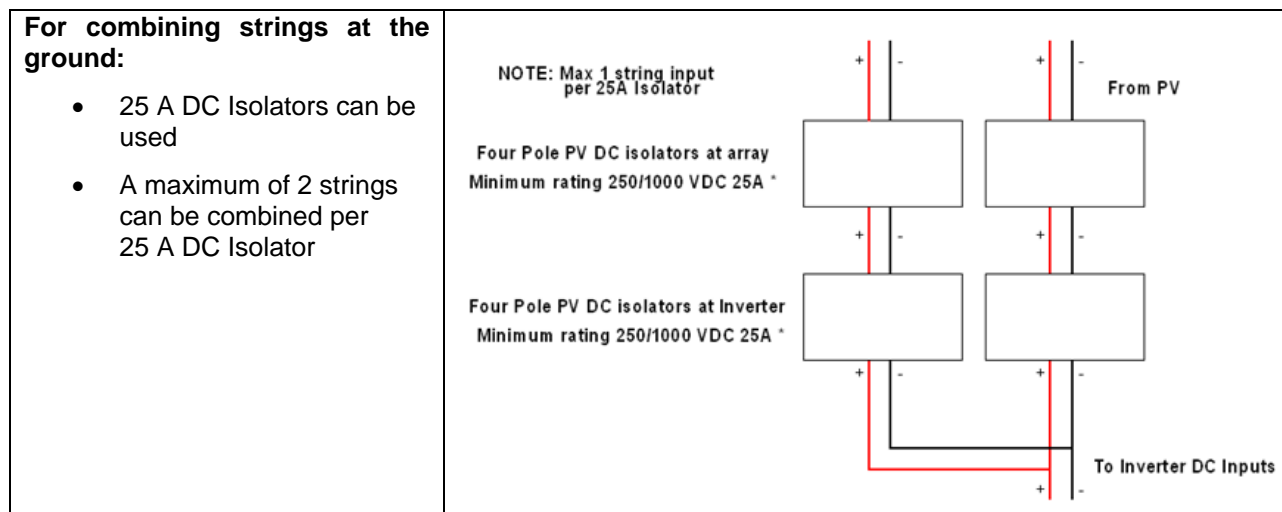 For combining strings at the
ground:
• 25 A DC Isolators can be
used
• A maximum of 2 strings
can be combined per
25 A DC Isolator
+ - + -
NOTE: Max 1 string input
per 25A Isolator
From PV
Four Pole PV DC isolators at array
Minimum rating 250/1000 VDC 25A *
+ - + -
Four Pole PV DC isolators at Inverter
Minimum rating 250/1000 VDC 25A *
+ - + -
To Inverter DC Inputs
+ -